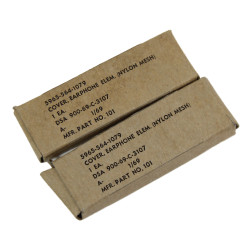 5965-564-1079
COVER, EARPHONE ELEM. (NYLON MESH)
1 EA.
DSA 900-69-C-3107
A- 1/69
MFR. PART NO. 101
5965-564-1079
COVER, EARPHONE ELEM. (NYLON MESH)
1 EA.
DSA 900-69-C-3107
A- 1/69
MFR. PART NO. 101